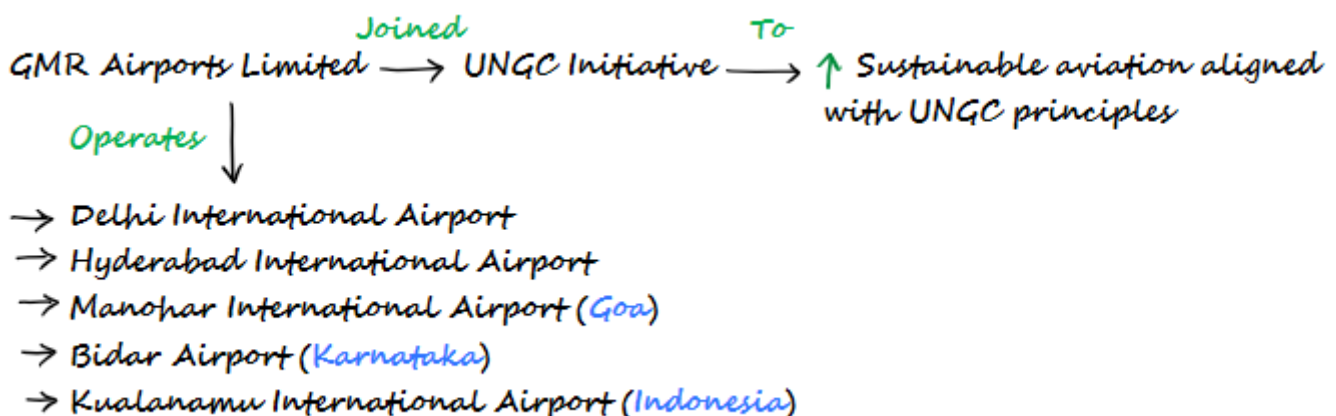 Joined To
GMR Airports Limited → UNGC Initiative → ↑ Sustainable aviation aligned
with UNGC principles
Operates
→ Delhi International Airport
→ Hyderabad International Airport
→ Manohar International Airport (Goa)
→ Bidar Airport (Karnataka)
→ Kualanamu International Airport (Indonesia)